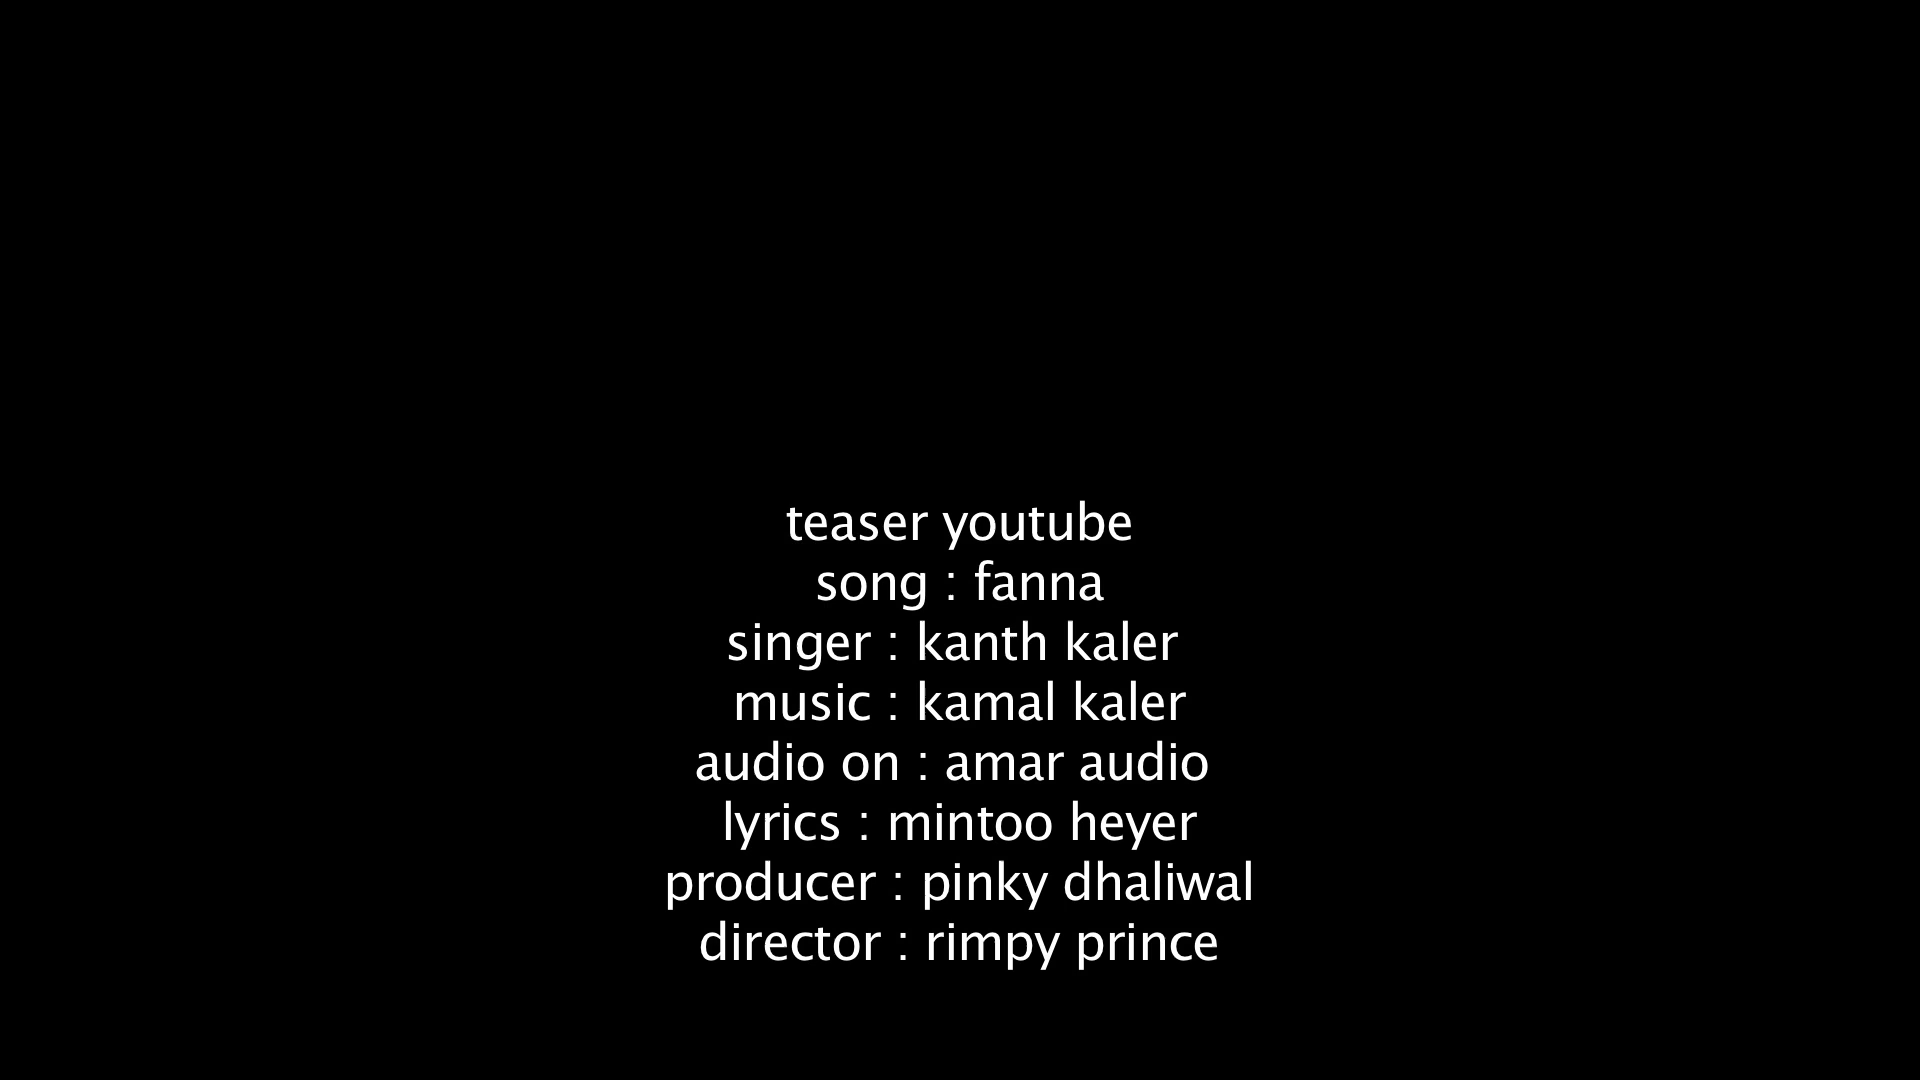 teaser youtube
song : fanna
singer : kanth kaler
music : kamal kaler
audio on : amar audio
lyrics : mintoo heyer
producer : pinky dhaliwal
director : rimpy prince